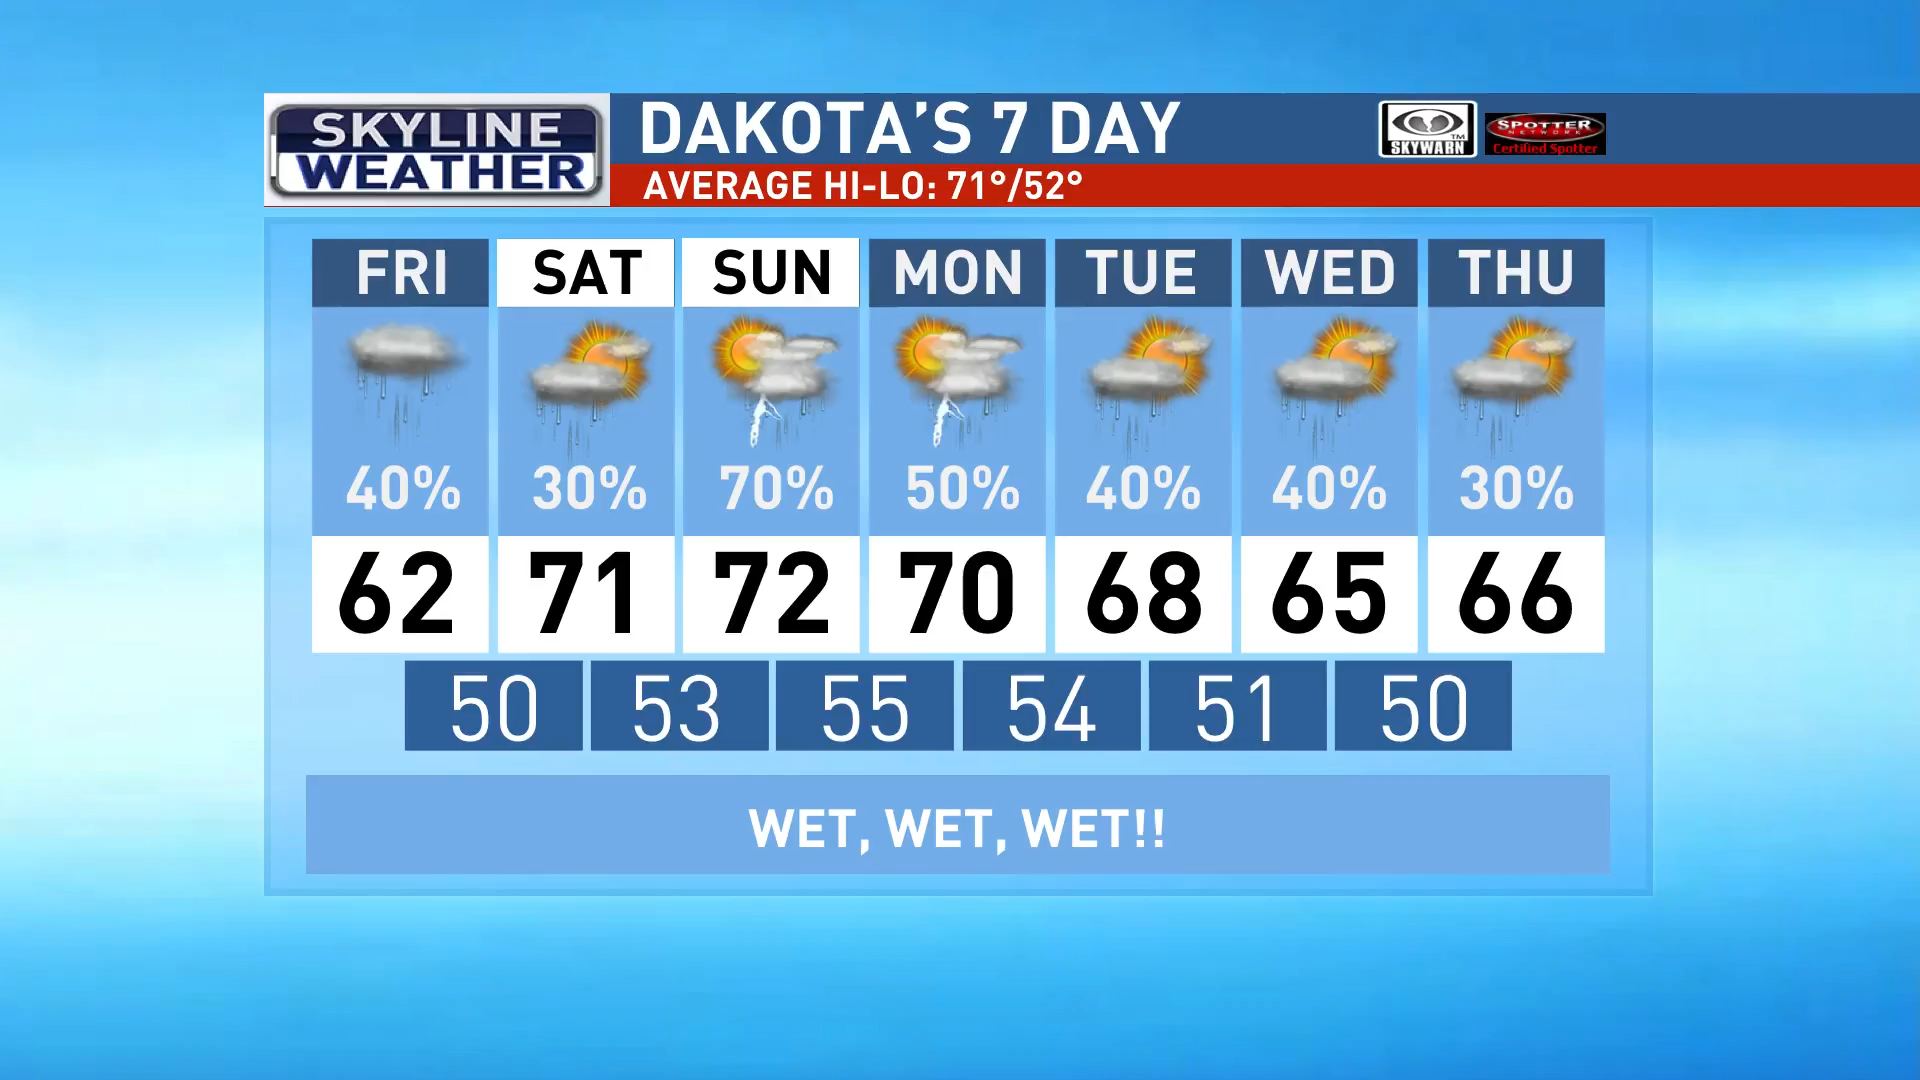 SKYLINE
WEATHER
DAKOTA'S 7 DAY
AVERAGE HI-LO: 71°/52°
TM
SKYWARN
SPOTTER
NETWORK
Certified Spotter
FRI SAT SUN MON TUE WED THU
40% 30% 70% 50% 40% 40% 30%
62 71 72 70 68 65 66
50 53 55 54 51 50
WET, WET, WET!!